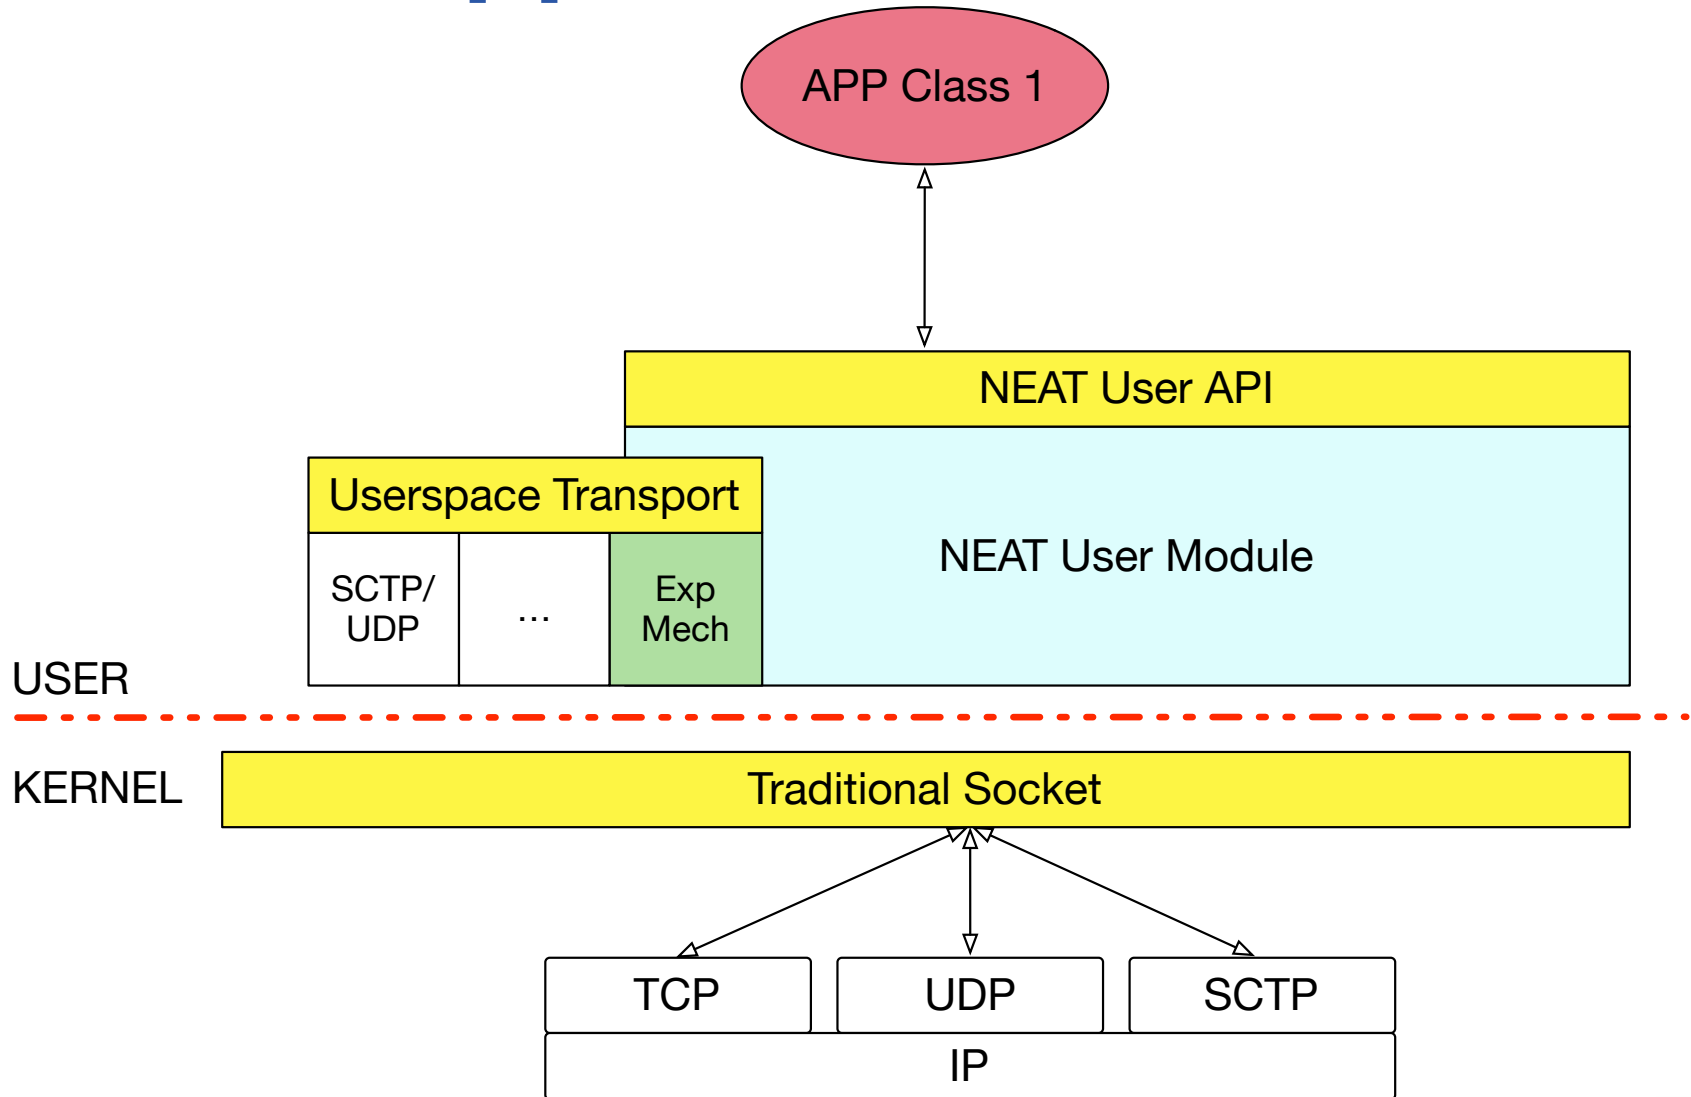 APP Class 1
NEAT User API
Userspace Transport
NEAT User Module
SCTP/
UDP
...
Exp
Mech
USER
KERNEL
Traditional Socket
TCP
UDP
SCTP
IP